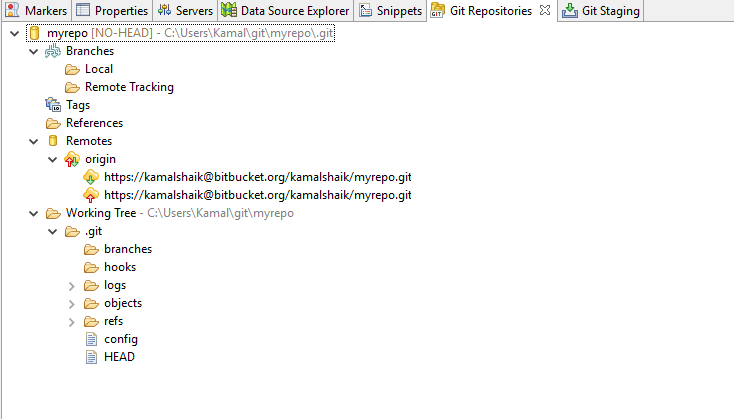 Markers Properties Servers Data Source Explorer Snippets Git Repositories Git Staging
myrepo [NO-HEAD] - C:\Users\Kamal\git\myrepo\.git
Branches
Local
Remote Tracking
Tags
References
Remotes
origin
https://kamalshaik@bitbucket.org/kamalshaik/myrepo.git
https://kamalshaik@bitbucket.org/kamalshaik/myrepo.git
Working Tree - C:\Users\Kamal\git\myrepo
.git
branches
hooks
logs
objects
refs
config
HEAD